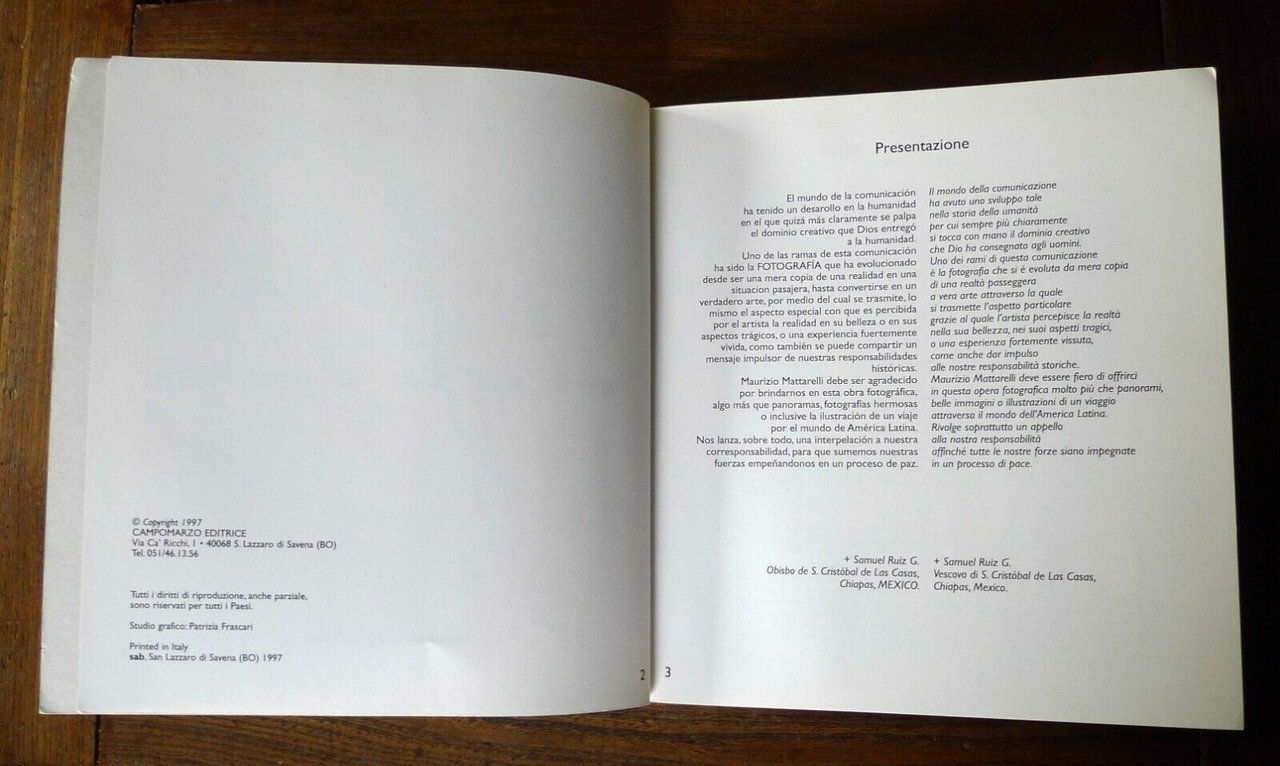 © Copyright 1997
CAMPOMARZO EDITRICE
Via Ca' Ricchi, 1 • 40068 S. Lazzaro di Savena (BO)
Tel. 051/46.13.56
Tutti i diritti di riproduzione, anche parziale,
sono riservati per tutti i Paesi.
Studio grafico: Patrizia Frascari
Printed in Italy
sab, San Lazzaro di Savena (BO) 1997
2
Presentazione
El mundo de la comunicación
ha tenido un desarollo en la humanidad
en el que quizá más claramente se palpa
el dominio creativo que Dios entregó
a la humanidad.
Uno de las ramas de esta comunicación
ha sido la FOTOGRAFÍA que ha evolucionado
desde ser una mera copia de una realidad en una
situacion pasajera, hasta convertirse en un
verdadero arte, por medio del cual se trasmite, lo
mismo el aspecto especial con que es percibida
por el artista la realidad en su belleza o en sus
aspectos trágicos, o una experiencia fuertemente
vivida, como también se puede compartir un
mensaje impulsor de nuestras responsabilidades
históricas.
Maurizio Mattarelli debe ser agradecido
por brindarnos en esta obra fotográfica,
algo más que panoramas, fotografías hermosas
o inclusive la ilustración de un viaje
por el mundo de América Latina.
Nos lanza, sobre todo, una interpelación a nuestra
corresponsabilidad, para que sumemos nuestras
fuerzas empeñandonos en un proceso de paz.
+ Samuel Ruiz G.
Obisbo de S. Cristóbal de Las Casas,
Chiapas, MEXICO.
Il mondo della comunicazione
ha avuto uno sviluppo tale
nella storia della umanità
per cui sempre più chiaramente
si tocca con mano il dominio creativo
che Dio ha consegnato agli uomini.
Uno dei rami di questa comunicazione
è la fotografia che si è evoluta da mera copia
di una realtà passeggera
a vera arte attraverso la quale
si trasmette l'aspetto particolare
grazie al quale l'artista percepisce la realtà
nella sua bellezza, nei suoi aspetti tragici,
o una esperienza fortemente vissuta,
come anche dar impulso
alle nostre responsabilità storiche.
Maurizio Mattarelli deve essere fiero di offrirci
in questa opera fotografica molto più che panorami,
belle immagini o illustrazioni di un viaggio
attraverso il mondo dell'America Latina.
Rivolge soprattutto un appello
alla nostra responsabilità
affinché tutte le nostre forze siano impegnate
in un processo di pace.
+ Samuel Ruiz G.
Vescovo di S. Cristóbal de Las Casas,
Chiapas, Mexico.
3